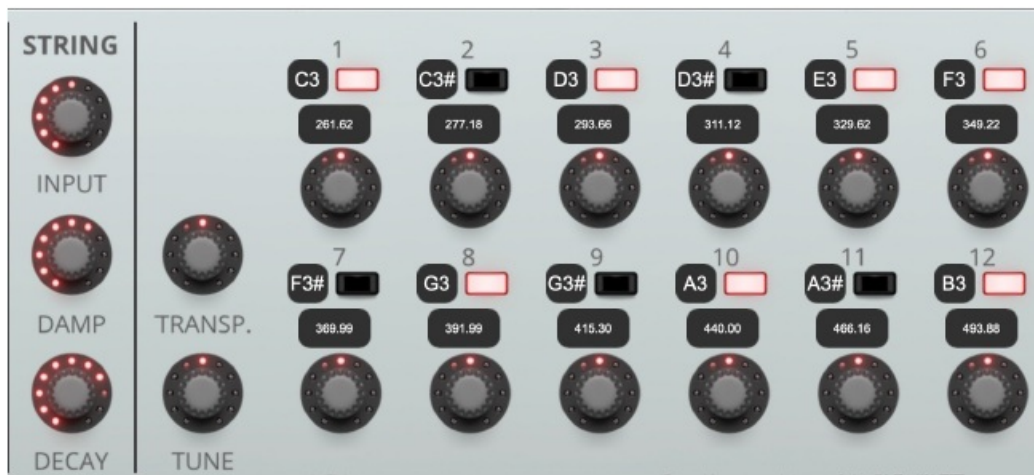 STRING
INPUT
DAMP
DECAY
TRANSP.
TUNE
1 2 3 4 5 6
C3 C3# D3 D3# E3 F3
261.62 277.18 293.66 311.12 329.62 349.22
7 8 9 10 11 12
F3# G3 G3# A3 A3# B3
369.99 391.99 415.30 440.00 466.16 493.88